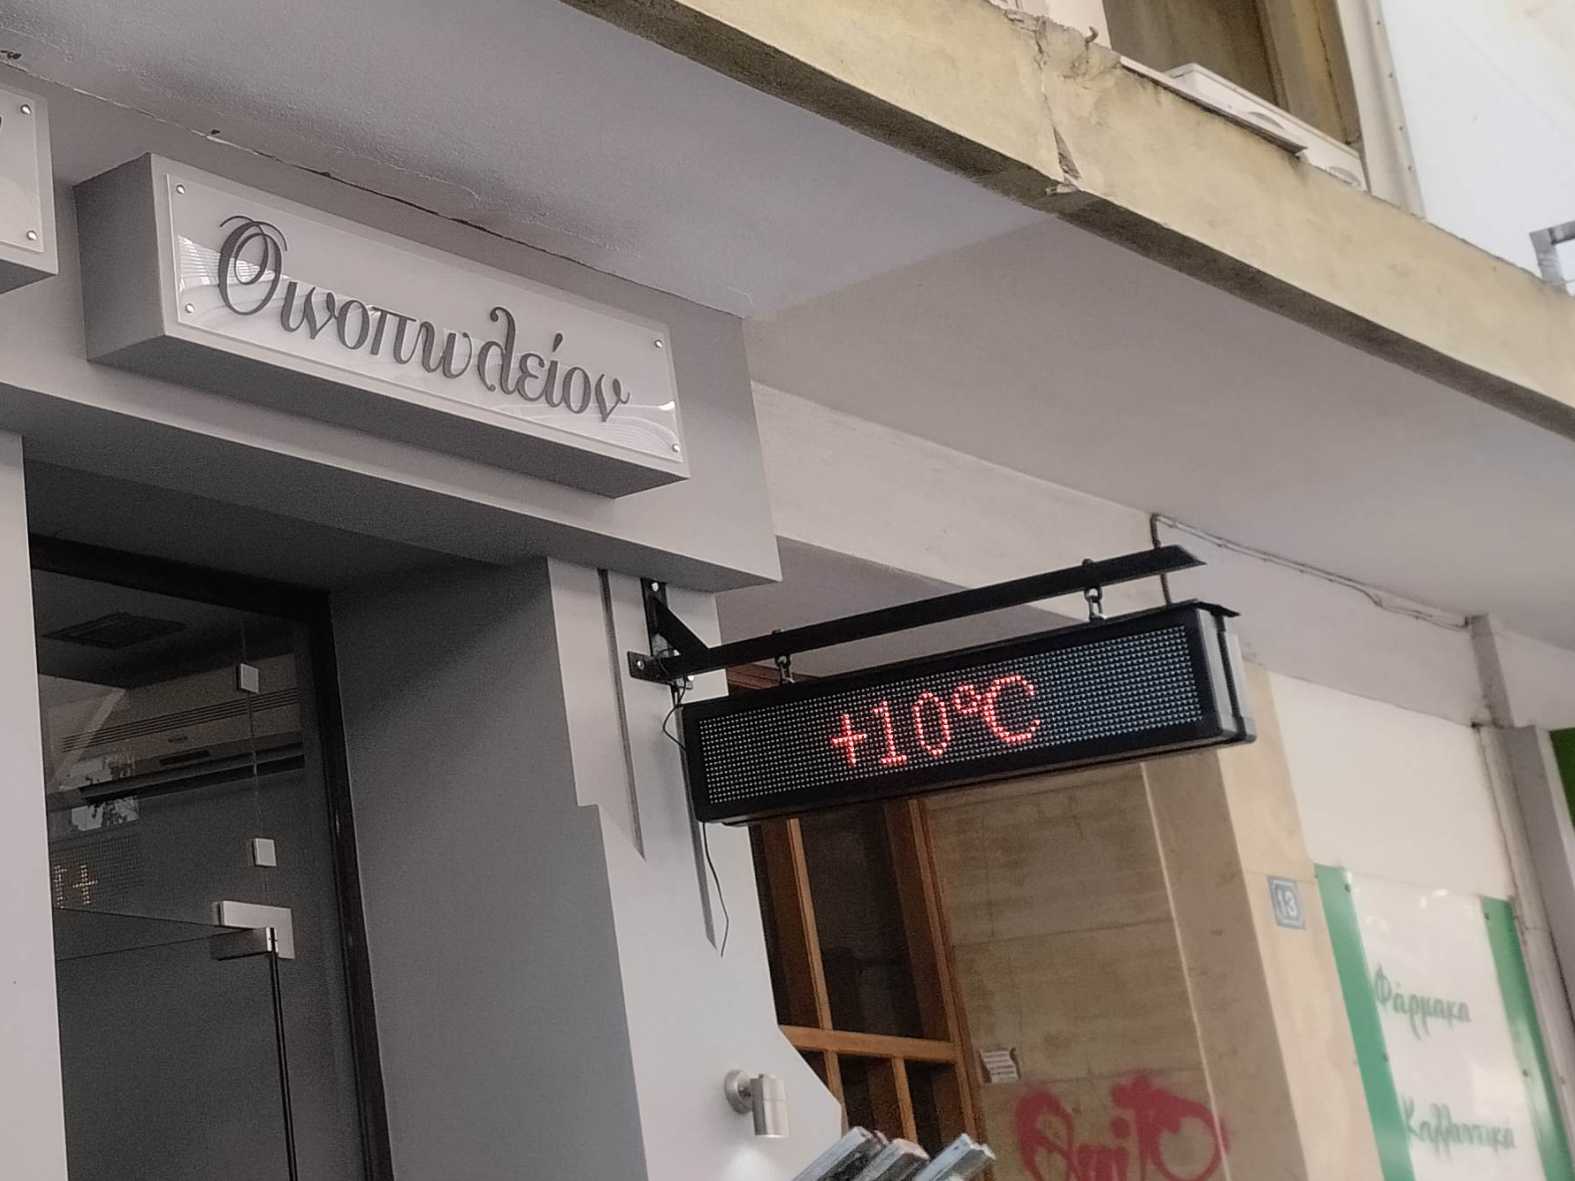 Οινοπωλείον
+10°C
13
Φάρμακα
Καλλυντικά